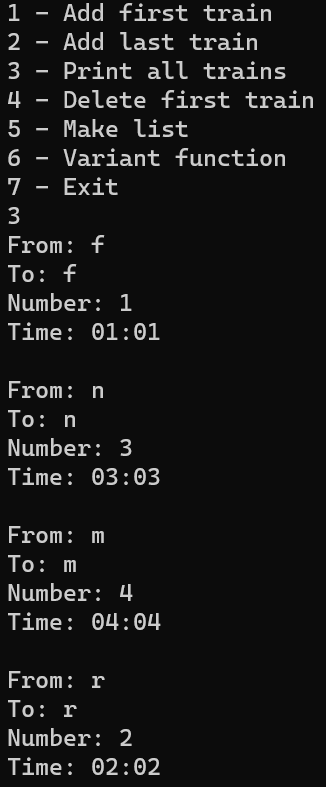 1 - Add first train
2 - Add last train
3 - Print all trains
4 - Delete first train
5 - Make list
6 - Variant function
7 - Exit
3
From: f
To: f
Number: 1
Time: 01:01
From: n
To: n
Number: 3
Time: 03:03
From: m
To: m
Number: 4
Time: 04:04
From: r
To: r
Number: 2
Time: 02:02